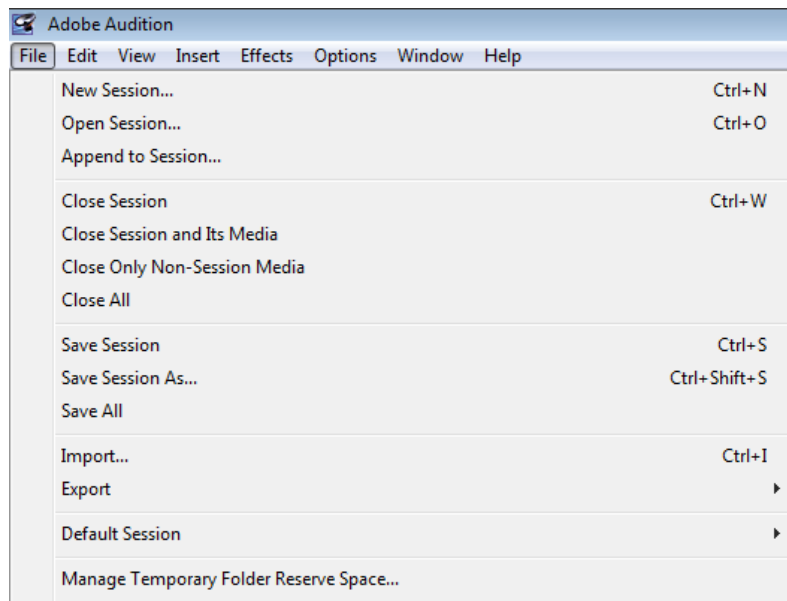 Adobe Audition
File Edit View Insert Effects Options Window Help
New Session... Ctrl+N
Open Session... Ctrl+O
Append to Session...
Close Session Ctrl+W
Close Session and Its Media
Close Only Non-Session Media
Close All
Save Session Ctrl+S
Save Session As... Ctrl+Shift+S
Save All
Import... Ctrl+I
Export
Default Session
Manage Temporary Folder Reserve Space...